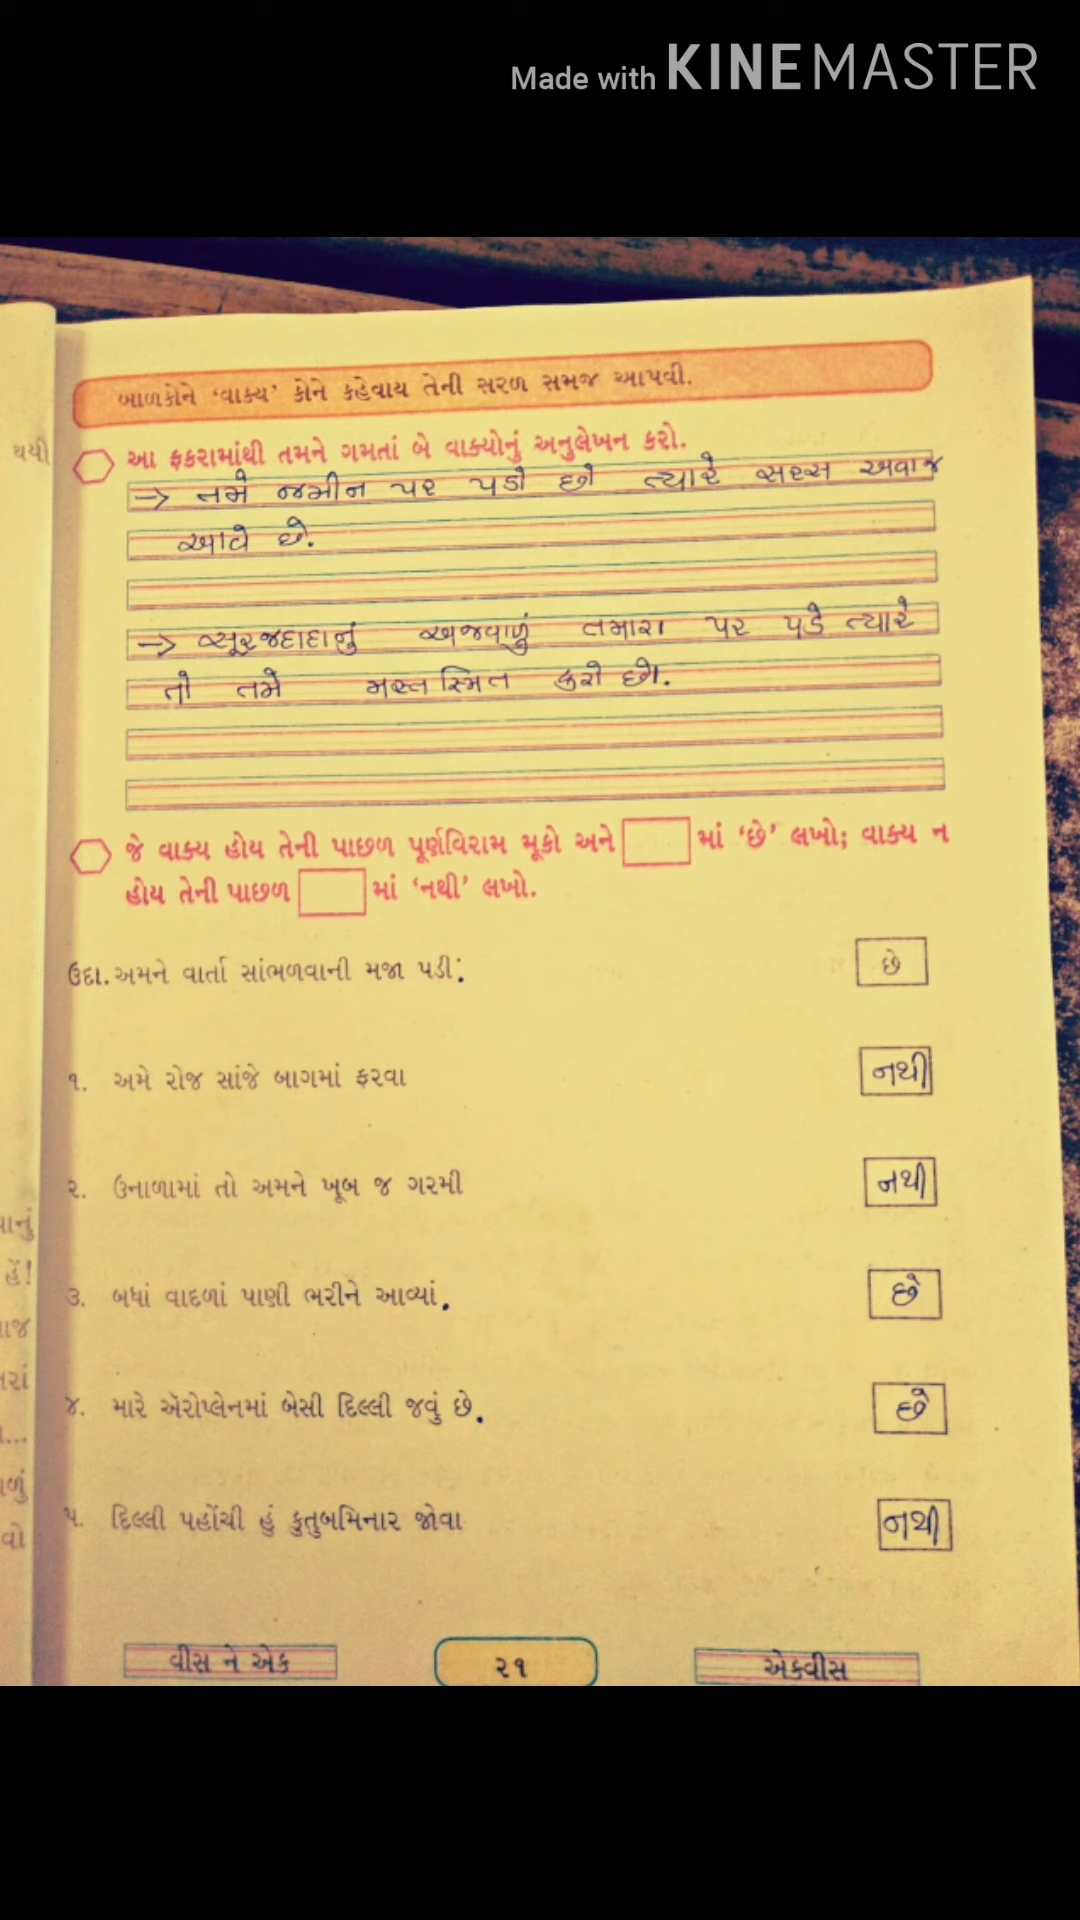 Made with KINEMASTER
બાળકોને ‘વાક્ય’ કોને કહેવાય તેની સરળ સમજ આપવી.
આ ફકરામાંથી તમને ગમતાં બે વાક્યોનું અનુલેખન કરો.
→ તમે જમીન પર પડો છો ત્યારે સરસ અવાજ
આવે છે.
→ સૂરજદાદાનું અજવાળું તમારા પર પડે ત્યારે
તો તમે મસ્ત સ્મિત કરો છો.
જે વાક્ય હોય તેની પાછળ પૂર્ણવિરામ મૂકો અને માં ‘છે’ લખો; વાક્ય ન
હોય તેની પાછળ માં ‘નથી’ લખો.
ઉદા. અમને વાર્તા સાંભળવાની મજા પડી. છે
૧. અમે રોજ સાંજે બાગમાં ફરવા નથી
૨. ઉનાળામાં તો અમને ખૂબ જ ગરમી નથી
૩. બધાં વાદળાં પાણી ભરીને આવ્યાં. છે
૪. મારે ઍરોપ્લેનમાં બેસી દિલ્લી જવું છે. છે
૫. દિલ્લી પહોંચી હું કુતુબમિનાર જોવા નથી
વીસ ને એક ૨૧ એકવીસ